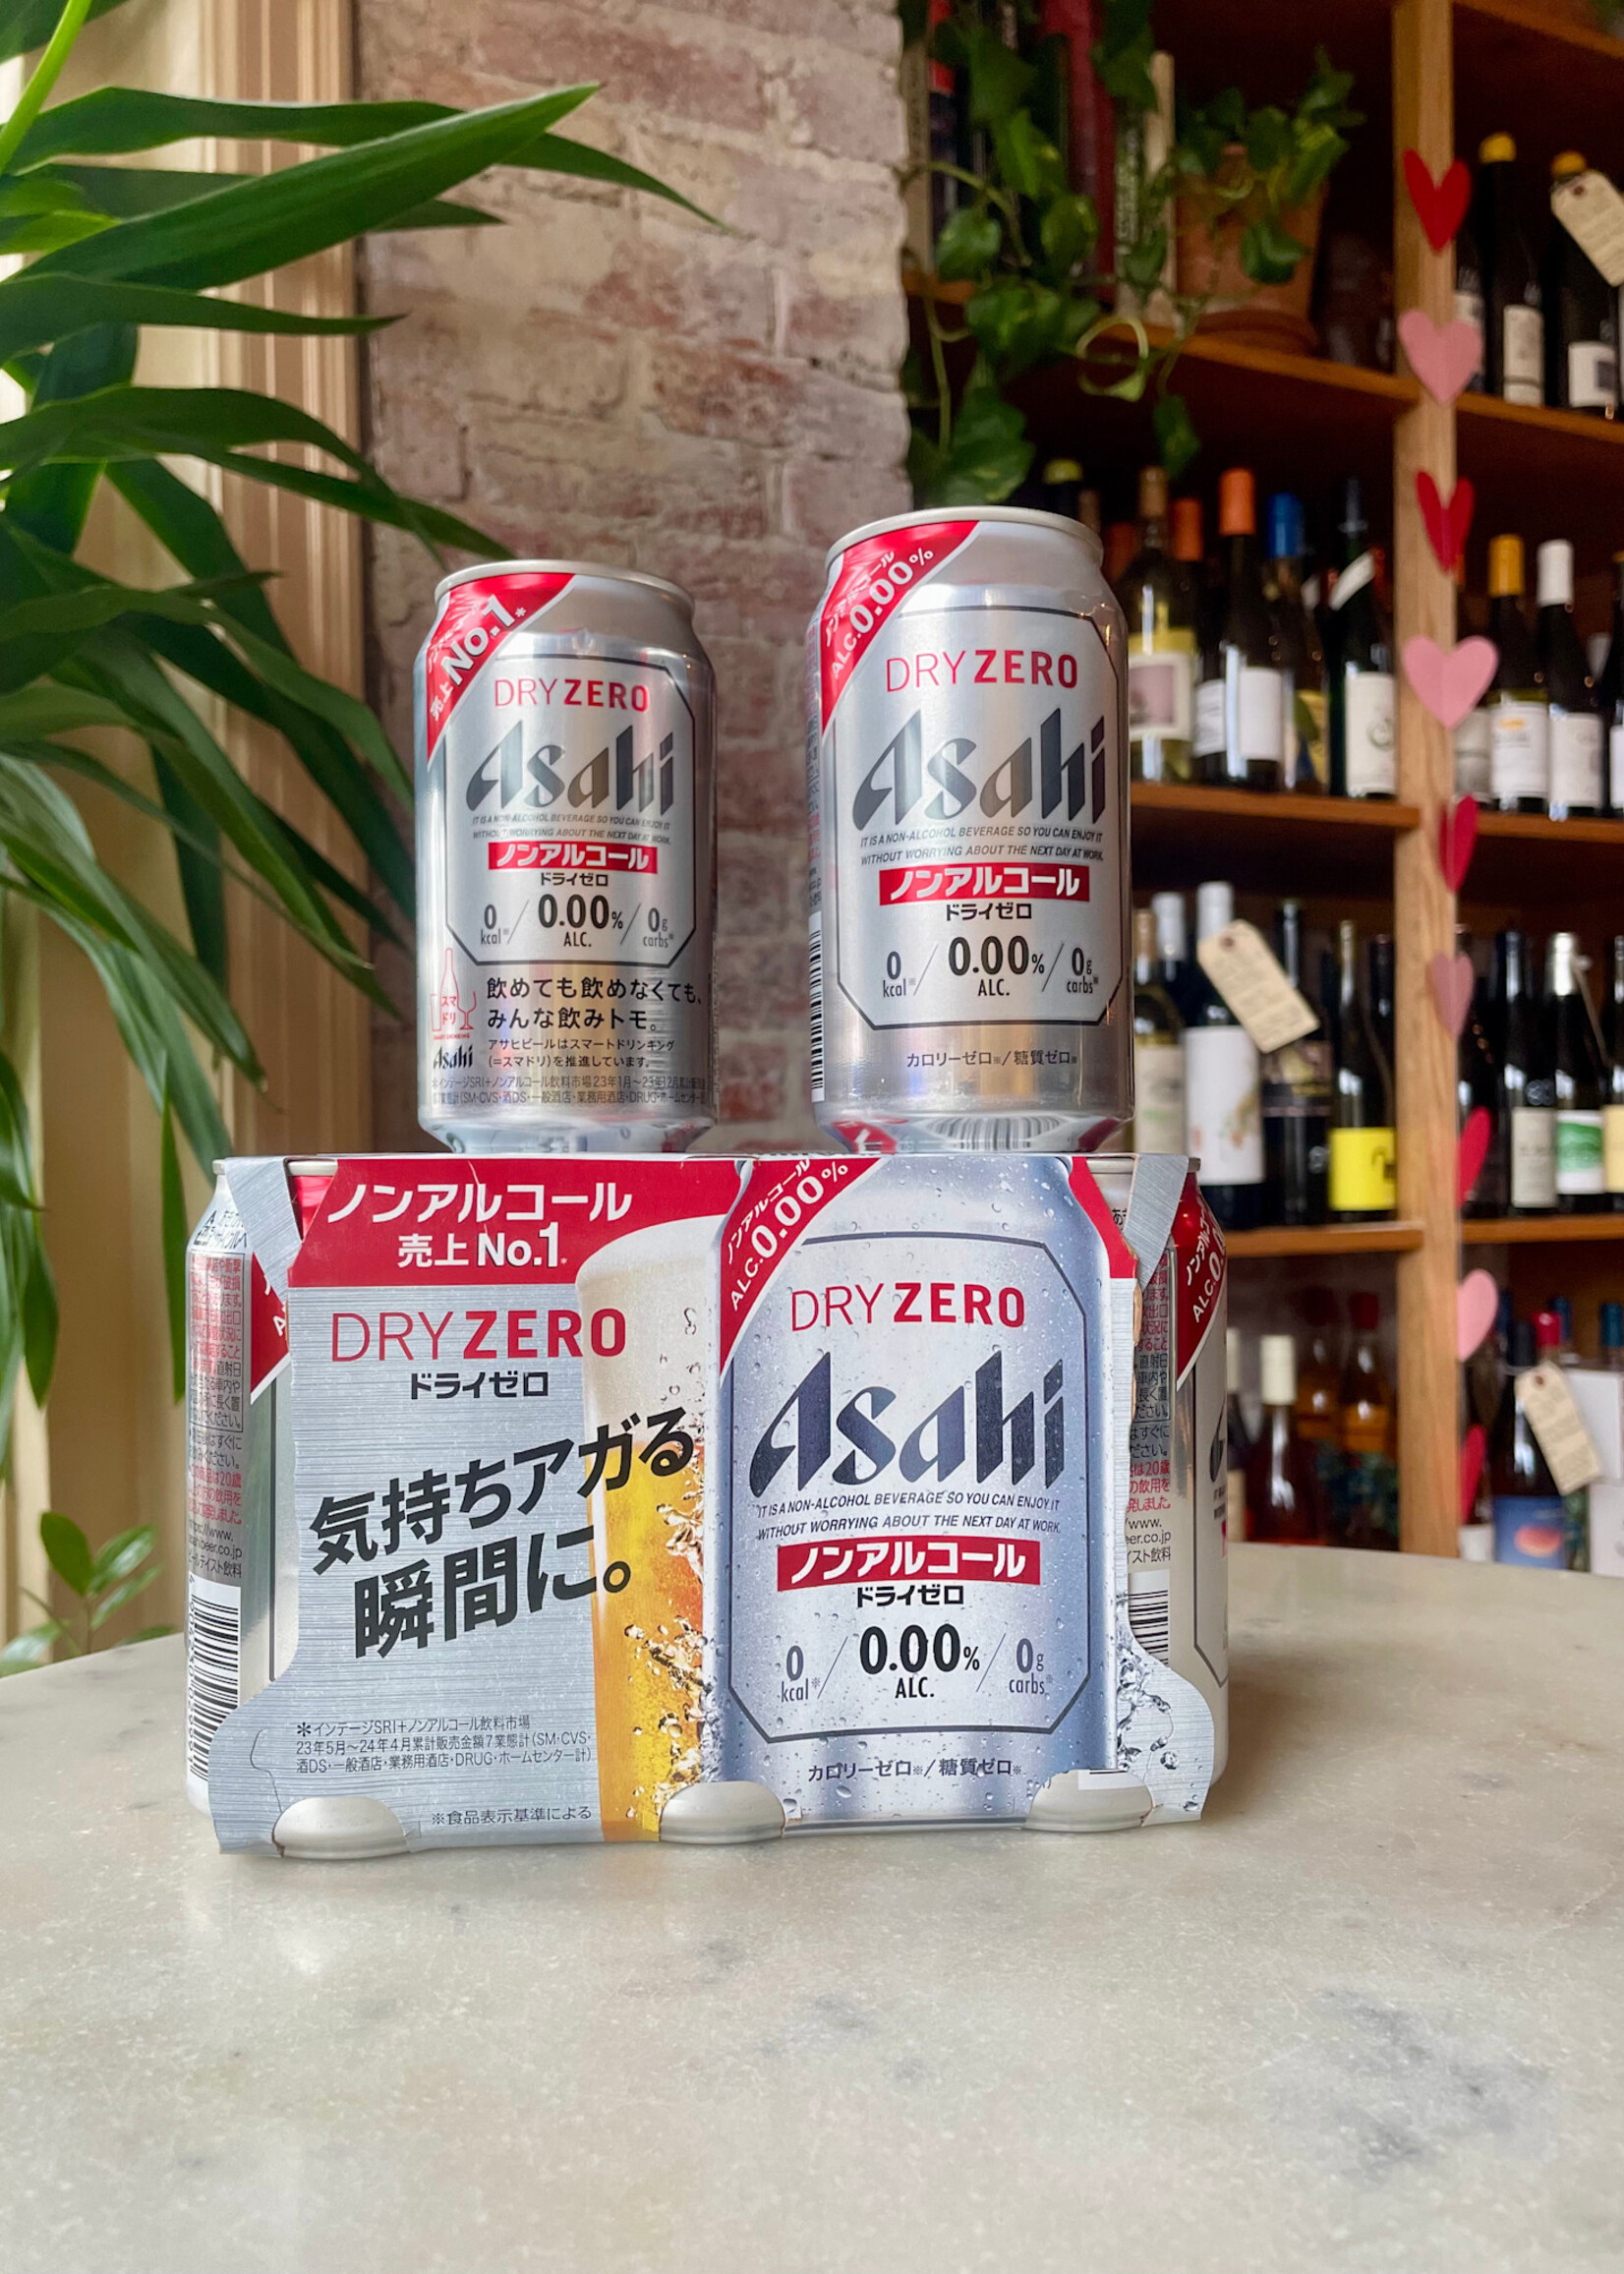 売上 No.1*
DRY ZERO
Asahi
IT IS A NON-ALCOHOL BEVERAGE SO YOU CAN ENJOY IT
WITHOUT WORRYING ABOUT THE NEXT DAY AT WORK.
ノンアルコール
ドライゼロ
0 kcal※ / 0.00% ALC. / 0g carbs※
スマドリ
飲めても飲めなくても、
みんな飲みトモ。
Asahi
アサヒビールはスマートドリンキング
(=スマドリ)を推進しています。
ノンアルコール
ALC.0.00%
DRY ZERO
Asahi
IT IS A NON-ALCOHOL BEVERAGE SO YOU CAN ENJOY IT
WITHOUT WORRYING ABOUT THE NEXT DAY AT WORK.
ノンアルコール
ドライゼロ
0 kcal※ / 0.00% ALC. / 0g carbs※
カロリーゼロ※/糖質ゼロ※
ノンアルコール
売上 No.1*
DRY ZERO
ドライゼロ
気持ちアガる
瞬間に。
※インテージSRI+ノンアルコール飲料市場
23年5月～24年4月累計販売金額7業態計(SM・CVS・
酒DS・一般酒店・業務用酒店・DRUG・ホームセンター計)
※食品表示基準による
ノンアルコール
ALC.0.00%
DRY ZERO
Asahi
IT IS A NON-ALCOHOL BEVERAGE SO YOU CAN ENJOY IT
WITHOUT WORRYING ABOUT THE NEXT DAY AT WORK.
ノンアルコール
ドライゼロ
0 kcal※ / 0.00% ALC. / 0g carbs※
カロリーゼロ※/糖質ゼロ※